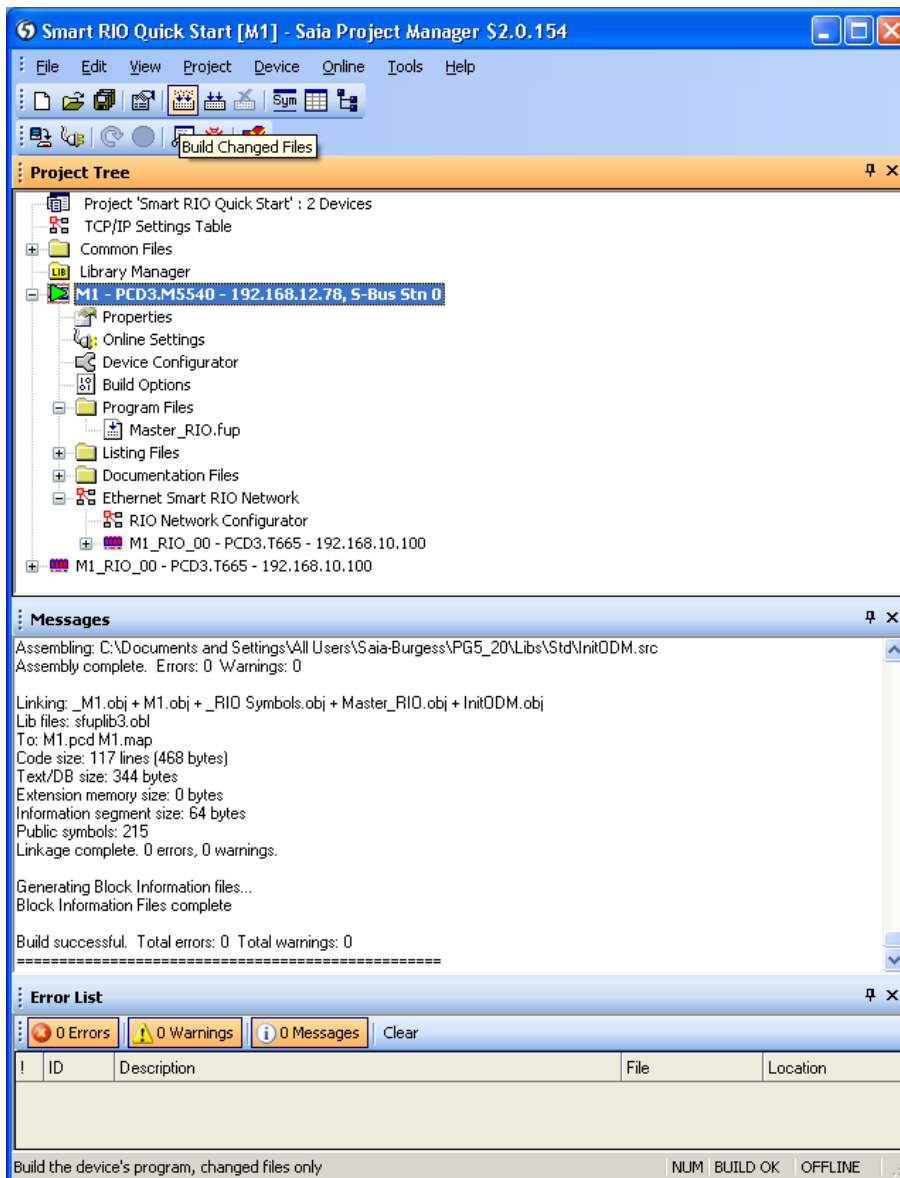 Smart RIO Quick Start [M1] - Saia Project Manager $2.0.154
File Edit View Project Device Online Tools Help
Sym
Build Changed Files
Project Tree
Project 'Smart RIO Quick Start' : 2 Devices
TCP/IP Settings Table
Common Files
LIB Library Manager
M1 - PCD3.M5540 - 192.168.12.78, S-Bus Stn 0
Properties
Online Settings
Device Configurator
Build Options
Program Files
Master_RIO.fup
Listing Files
Documentation Files
Ethernet Smart RIO Network
RIO Network Configurator
M1_RIO_00 - PCD3.T665 - 192.168.10.100
M1_RIO_00 - PCD3.T665 - 192.168.10.100
Messages
Assembling: C:\Documents and Settings\All Users\Saia-Burgess\PG5_20\Libs\Std\InitODM.src
Assembly complete. Errors: 0 Warnings: 0
Linking: _M1.obj + M1.obj + _RIO Symbols.obj + Master_RIO.obj + InitODM.obj
Lib files: sfuplib3.obl
To: M1.pcd M1.map
Code size: 117 lines (468 bytes)
Text/DB size: 344 bytes
Extension memory size: 0 bytes
Information segment size: 64 bytes
Public symbols: 215
Linkage complete. 0 errors, 0 warnings.
Generating Block Information files...
Block Information Files complete
Build successful. Total errors: 0 Total warnings: 0
==================================================
Error List
0 Errors 0 Warnings 0 Messages Clear
! ID Description File Location
Build the device's program, changed files only NUM BUILD OK OFFLINE